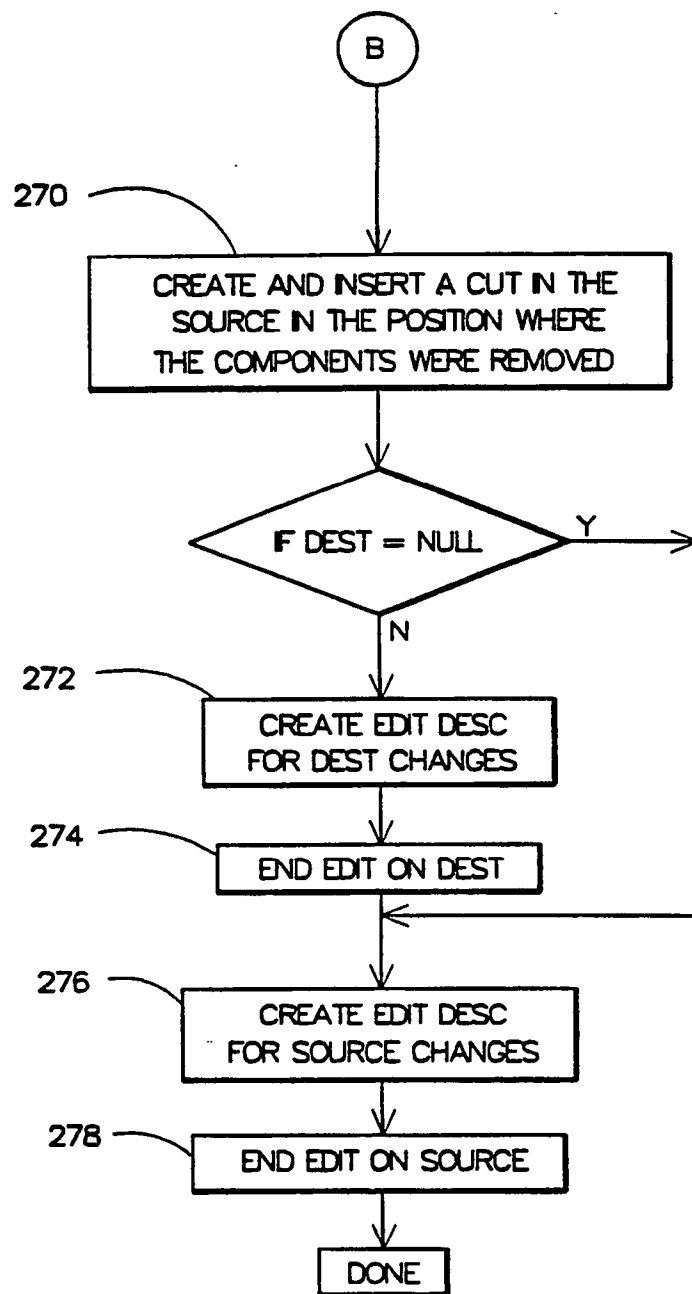 B
270
CREATE AND INSERT A CUT IN THE
SOURCE IN THE POSITION WHERE
THE COMPONENTS WERE REMOVED
IF DEST = NULL
Y
N
272
CREATE EDIT DESC
FOR DEST CHANGES
274
END EDIT ON DEST
276
CREATE EDIT DESC
FOR SOURCE CHANGES
278
END EDIT ON SOURCE
DONE